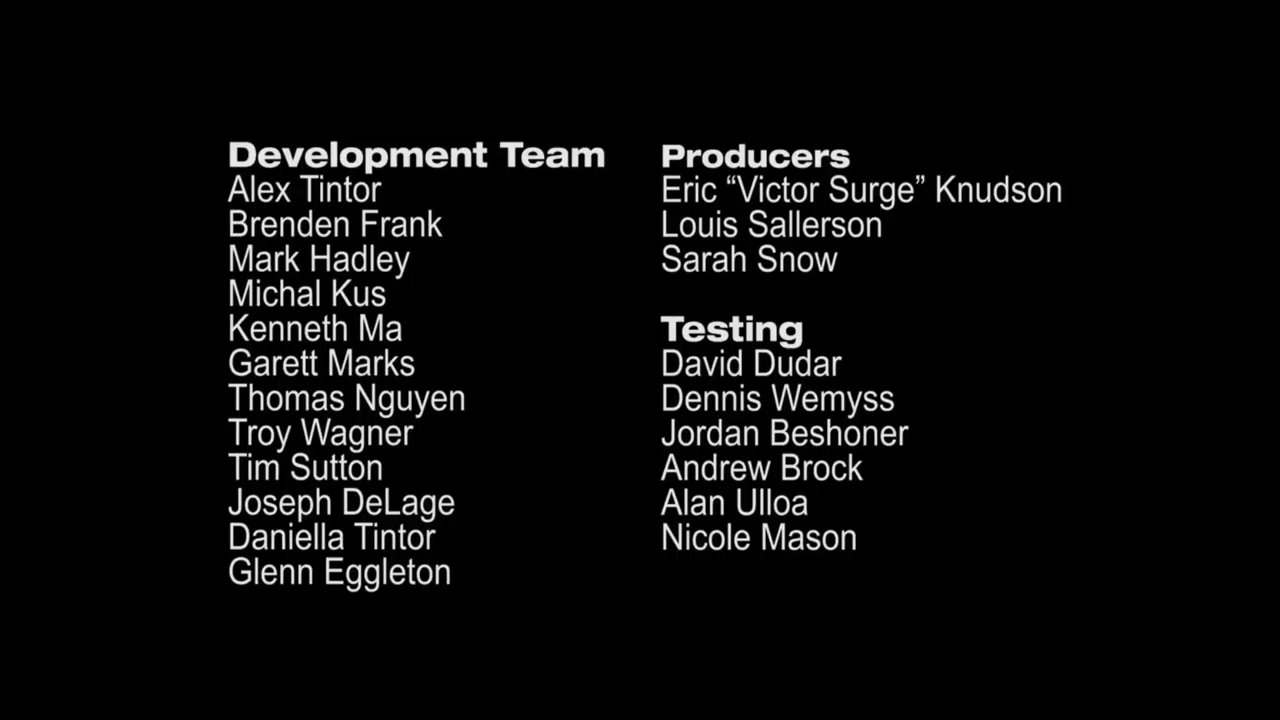 Development Team
Alex Tintor
Brenden Frank
Mark Hadley
Michal Kus
Kenneth Ma
Garett Marks
Thomas Nguyen
Troy Wagner
Tim Sutton
Joseph DeLage
Daniella Tintor
Glenn Eggleton
Producers
Eric “Victor Surge” Knudson
Louis Sallerson
Sarah Snow
Testing
David Dudar
Dennis Wemyss
Jordan Beshoner
Andrew Brock
Alan Ulloa
Nicole Mason